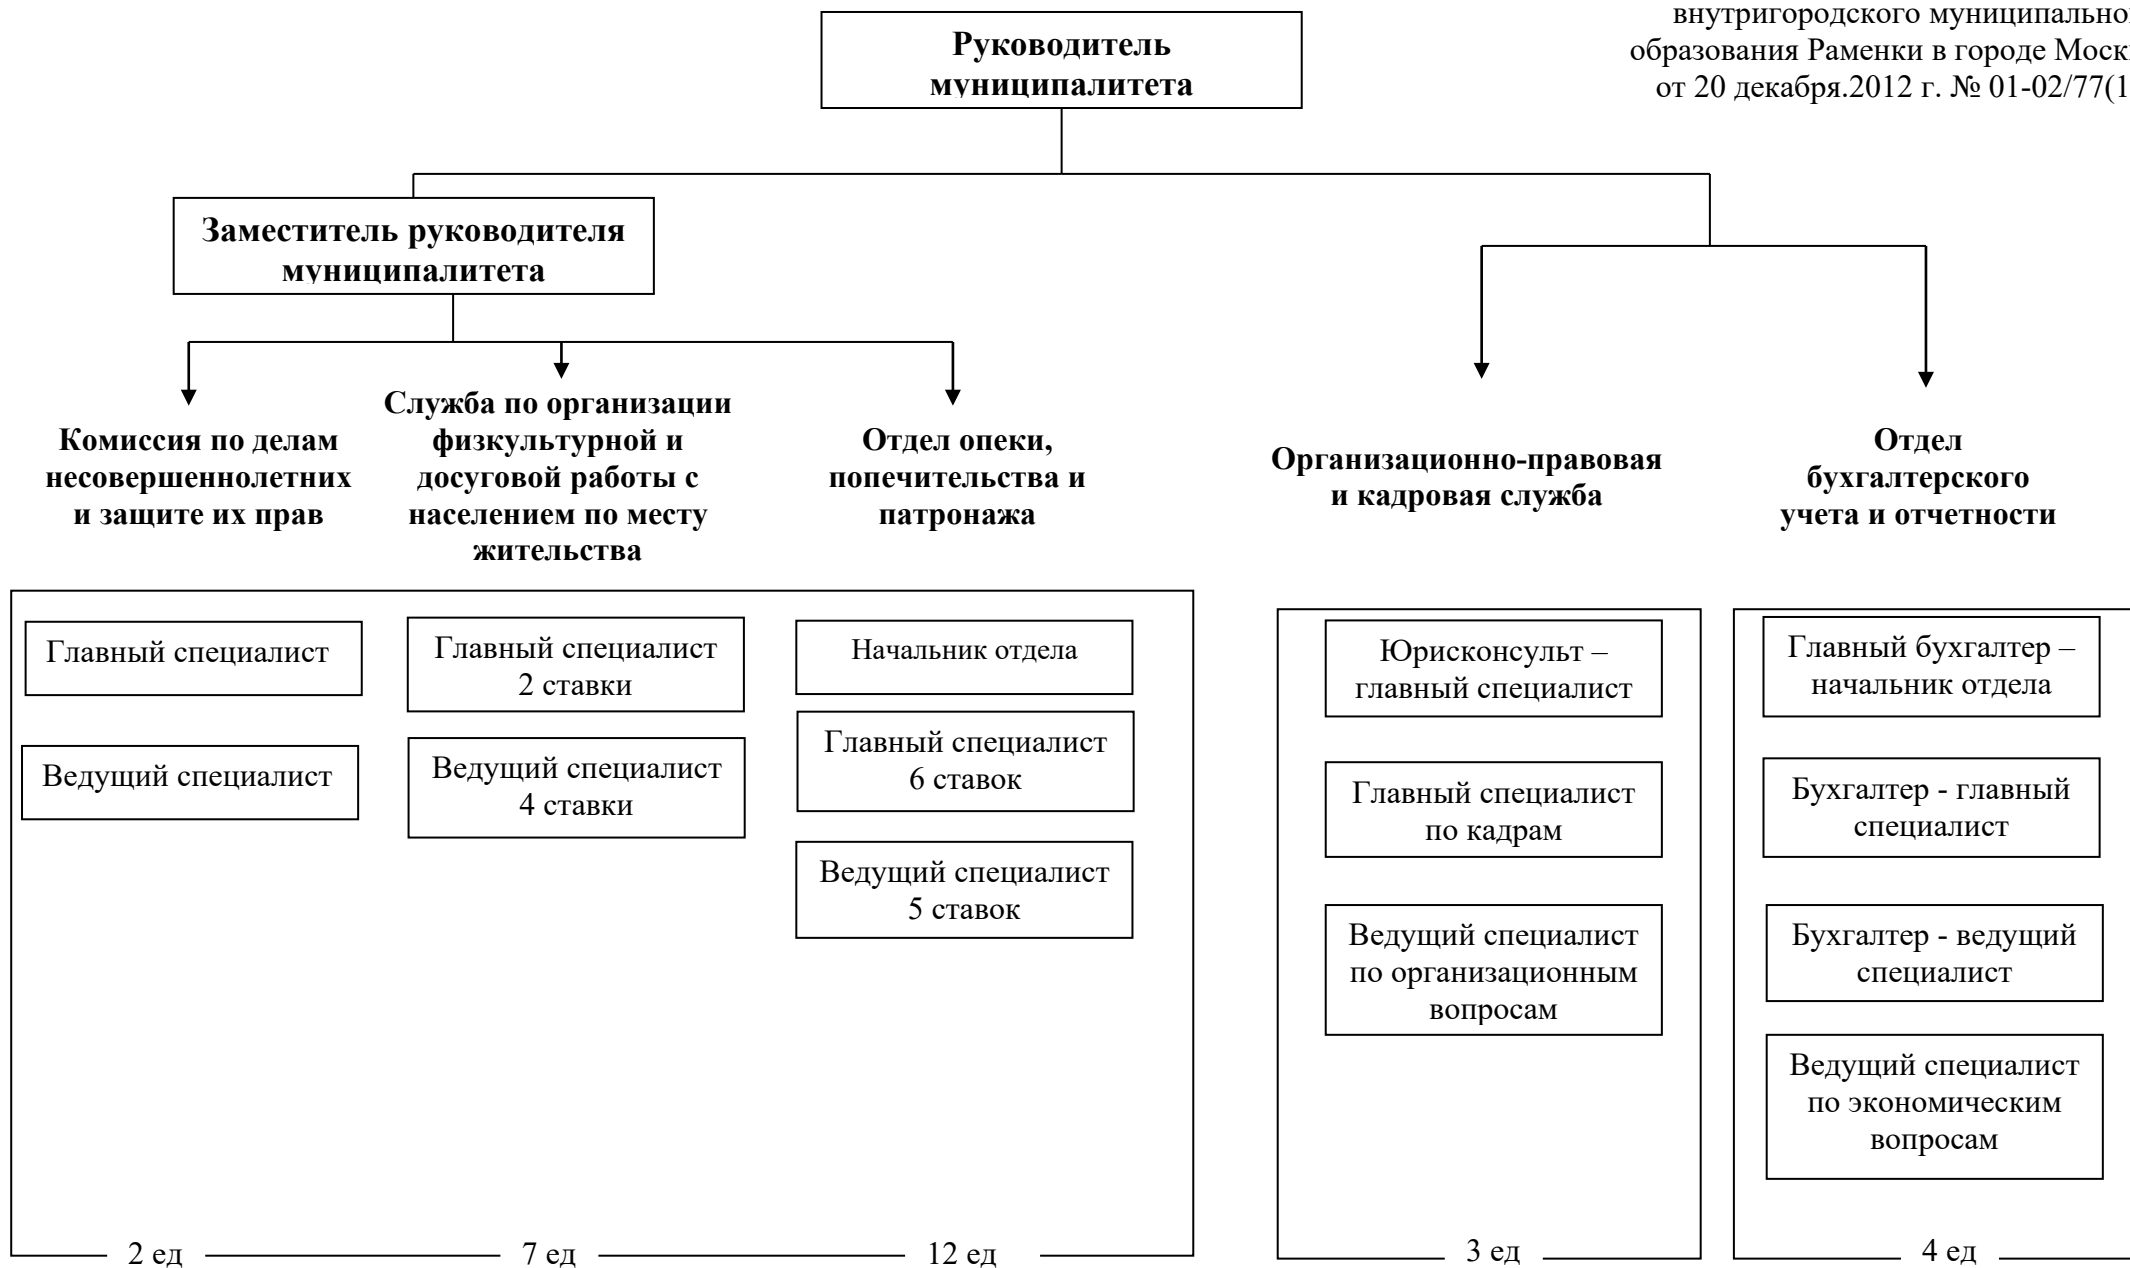 внутригородского муниципально
образования Раменки в городе Моск
от 20 декабря.2012 г. № 01-02/77(1
Руководитель
муниципалитета
Заместитель руководителя
муниципалитета
Комиссия по делам
несовершеннолетних
и защите их прав
Служба по организации
физкультурной и
досуговой работы с
населением по месту
жительства
Отдел опеки,
попечительства и
патронажа
Организационно-правовая
и кадровая служба
Отдел
бухгалтерского
учета и отчетности
Главный специалист
Ведущий специалист
Главный специалист
2 ставки
Ведущий специалист
4 ставки
Начальник отдела
Главный специалист
6 ставок
Ведущий специалист
5 ставок
Юрисконсульт –
главный специалист
Главный специалист
по кадрам
Ведущий специалист
по организационным
вопросам
Главный бухгалтер –
начальник отдела
Бухгалтер - главный
специалист
Бухгалтер - ведущий
специалист
Ведущий специалист
по экономическим
вопросам
2 ед
7 ед
12 ед
3 ед
4 ед